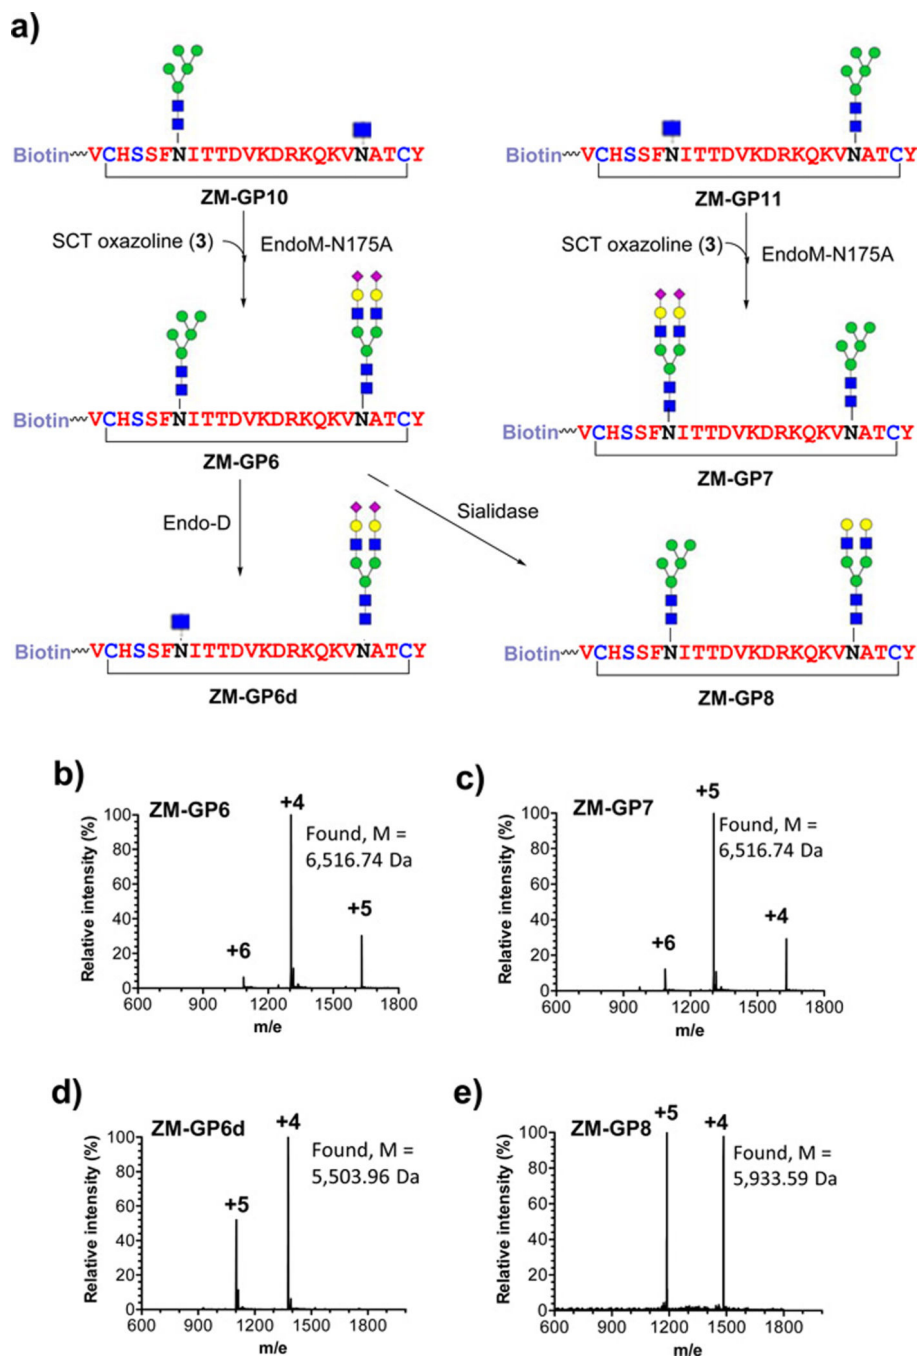 a)
Biotin VCHSSFNITTDVKDRKQKVNATCY
ZM-GP10
SCT oxazoline (3) EndoM-N175A
Biotin VCHSSFNITTDVKDRKQKVNATCY
ZM-GP11
SCT oxazoline (3) EndoM-N175A
Biotin VCHSSFNITTDVKDRKQKVNATCY
ZM-GP6
Biotin VCHSSFNITTDVKDRKQKVNATCY
ZM-GP7
Endo-D
Sialidase
Biotin VCHSSFNITTDVKDRKQKVNATCY
ZM-GP6d
Biotin VCHSSFNITTDVKDRKQKVNATCY
ZM-GP8
b)
ZM-GP6
+4
Found, M =
6,516.74 Da
+5
+6
Relative intensity (%)
100
80
60
40
20
0
600 900 1200 1500 1800
m/e
c)
ZM-GP7
+5
Found, M =
6,516.74 Da
+4
+6
Relative intensity (%)
100
80
60
40
20
0
600 900 1200 1500 1800
m/e
d)
ZM-GP6d
+4
Found, M =
5,503.96 Da
+5
Relative intensity (%)
100
80
60
40
20
0
600 900 1200 1500 1800
m/e
e)
ZM-GP8
+5
+4
Found, M =
5,933.59 Da
Relative intensity (%)
100
80
60
40
20
0
600 900 1200 1500 1800
m/e